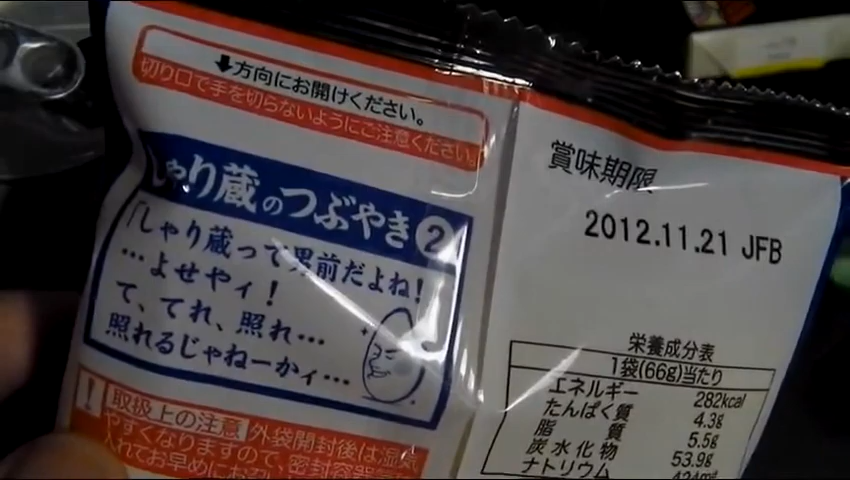 ↓方向にお開けください。
切り口で手を切らないようにご注意ください。
しゃり蔵のつぶやき②
「しゃり蔵って男前だよね!
…よせやィ!
て、てれ、照れ…
照れるじゃねーかィ…
! 取扱上の注意 外袋開封後は湿気
やすくなりますので、密封容器
入れてお早めにお召
賞味期限
2012.11.21 JFB
栄養成分表
1袋(66g)当たり
エネルギー 282kcal
たんぱく質 4.3g
脂質 5.5g
炭水化物 53.9g
ナトリウム